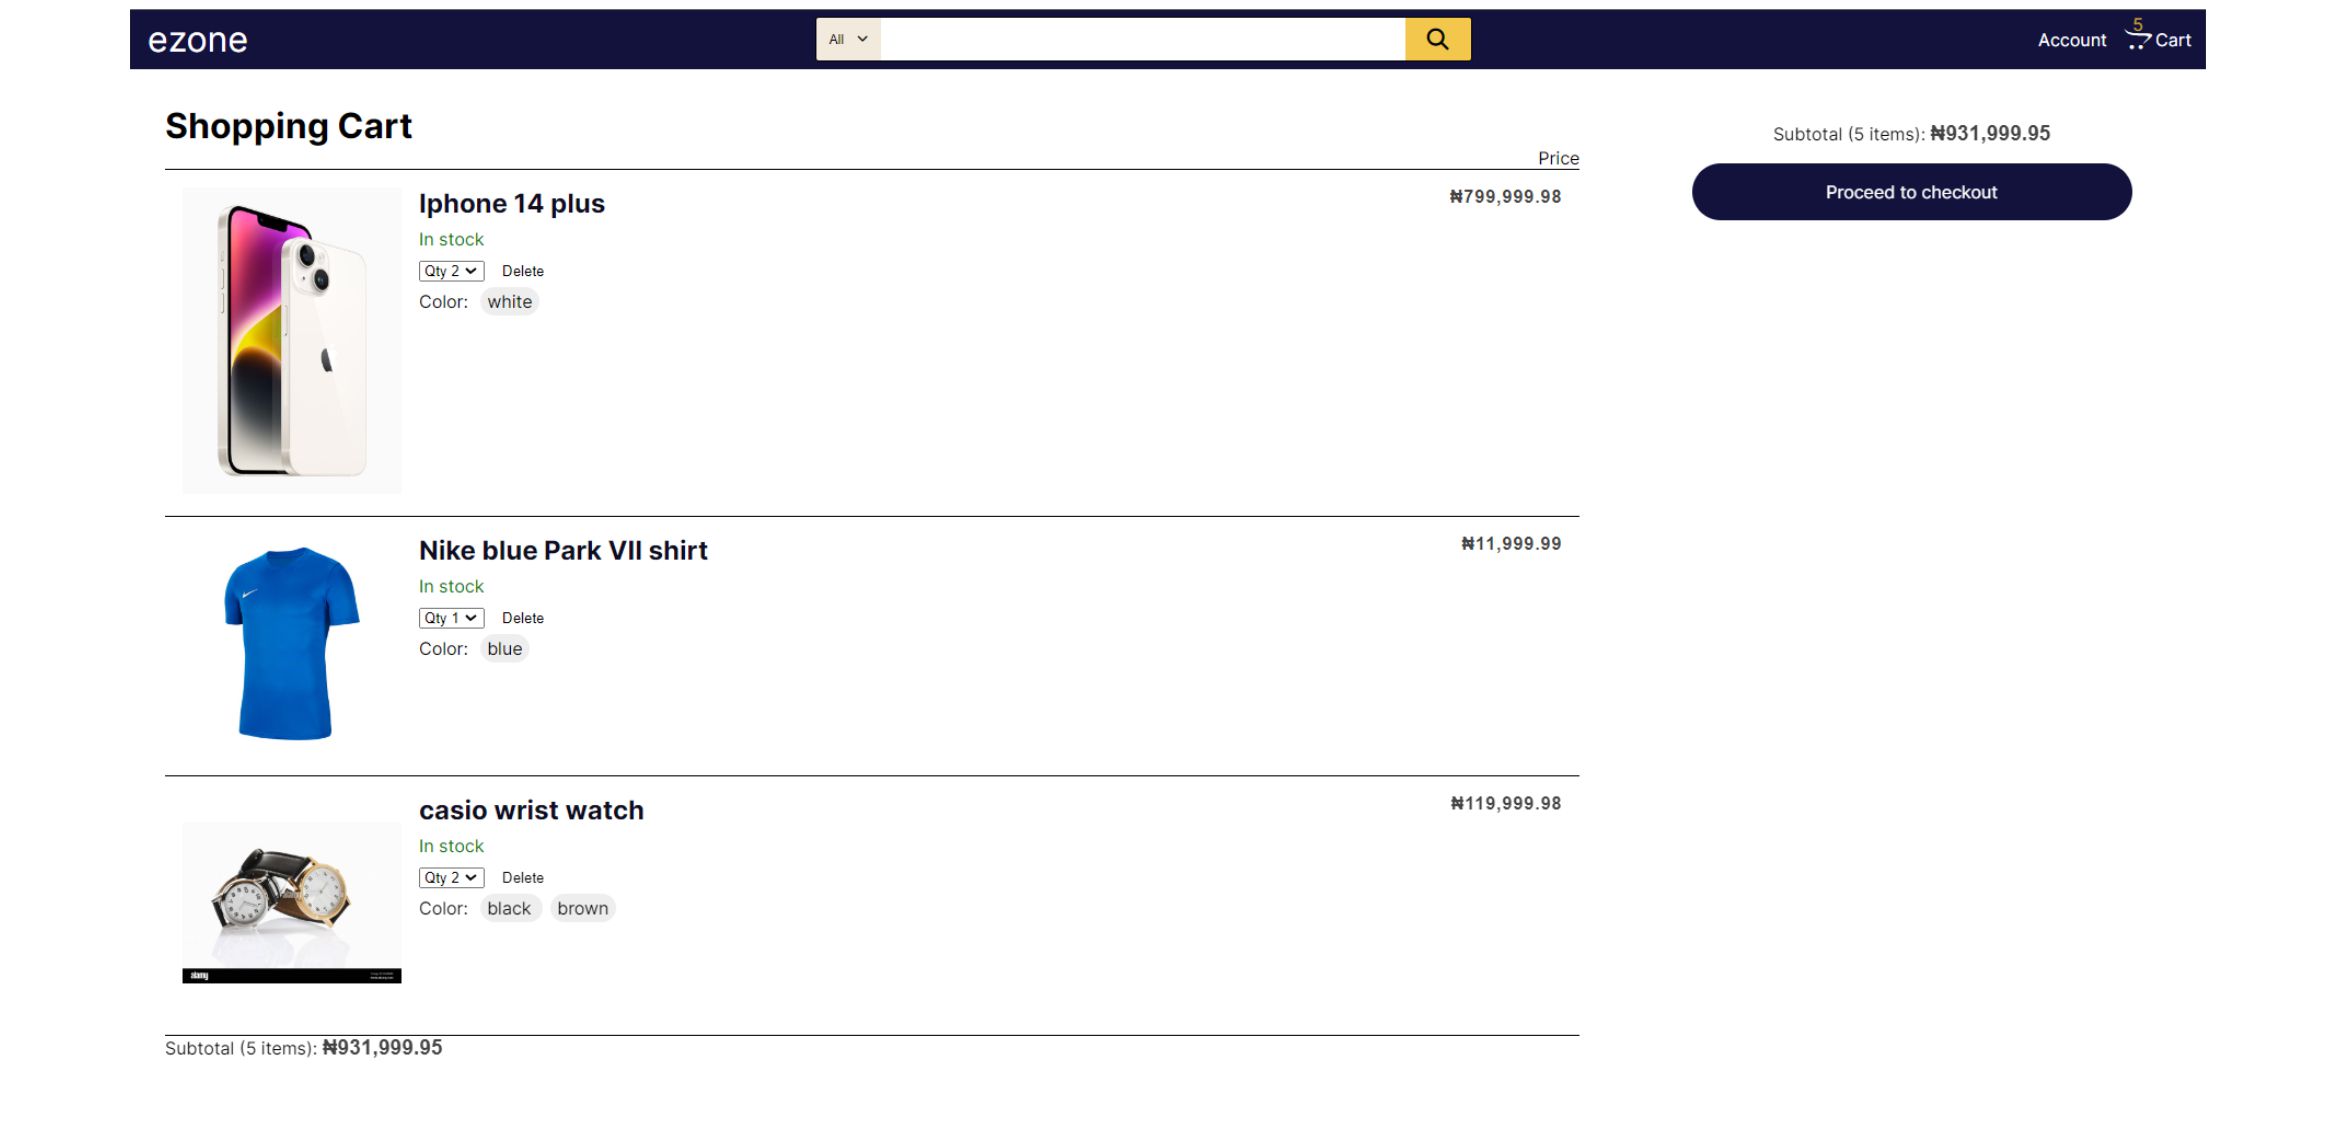 ezone
All
Account
5
Cart
Shopping Cart
Price
Iphone 14 plus
₦799,999.98
In stock
Qty 2
Delete
Color: white
Nike blue Park VII shirt
₦11,999.99
In stock
Qty 1
Delete
Color: blue
casio wrist watch
₦119,999.98
In stock
Qty 2
Delete
Color: black brown
alamy
Subtotal (5 items): ₦931,999.95
Subtotal (5 items): ₦931,999.95
Proceed to checkout